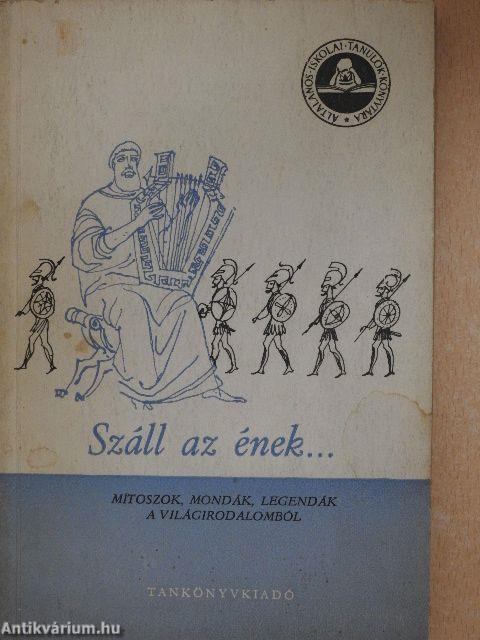 ÁLTALÁNOS·ISKOLAI·TANULÓK·KÖNYVTÁRA
Száll az ének...
MÍTOSZOK, MONDÁK, LEGENDÁK
A VILÁGIRODALOMBÓL
TANKÖNYVKIADÓ
Antikvárium.hu